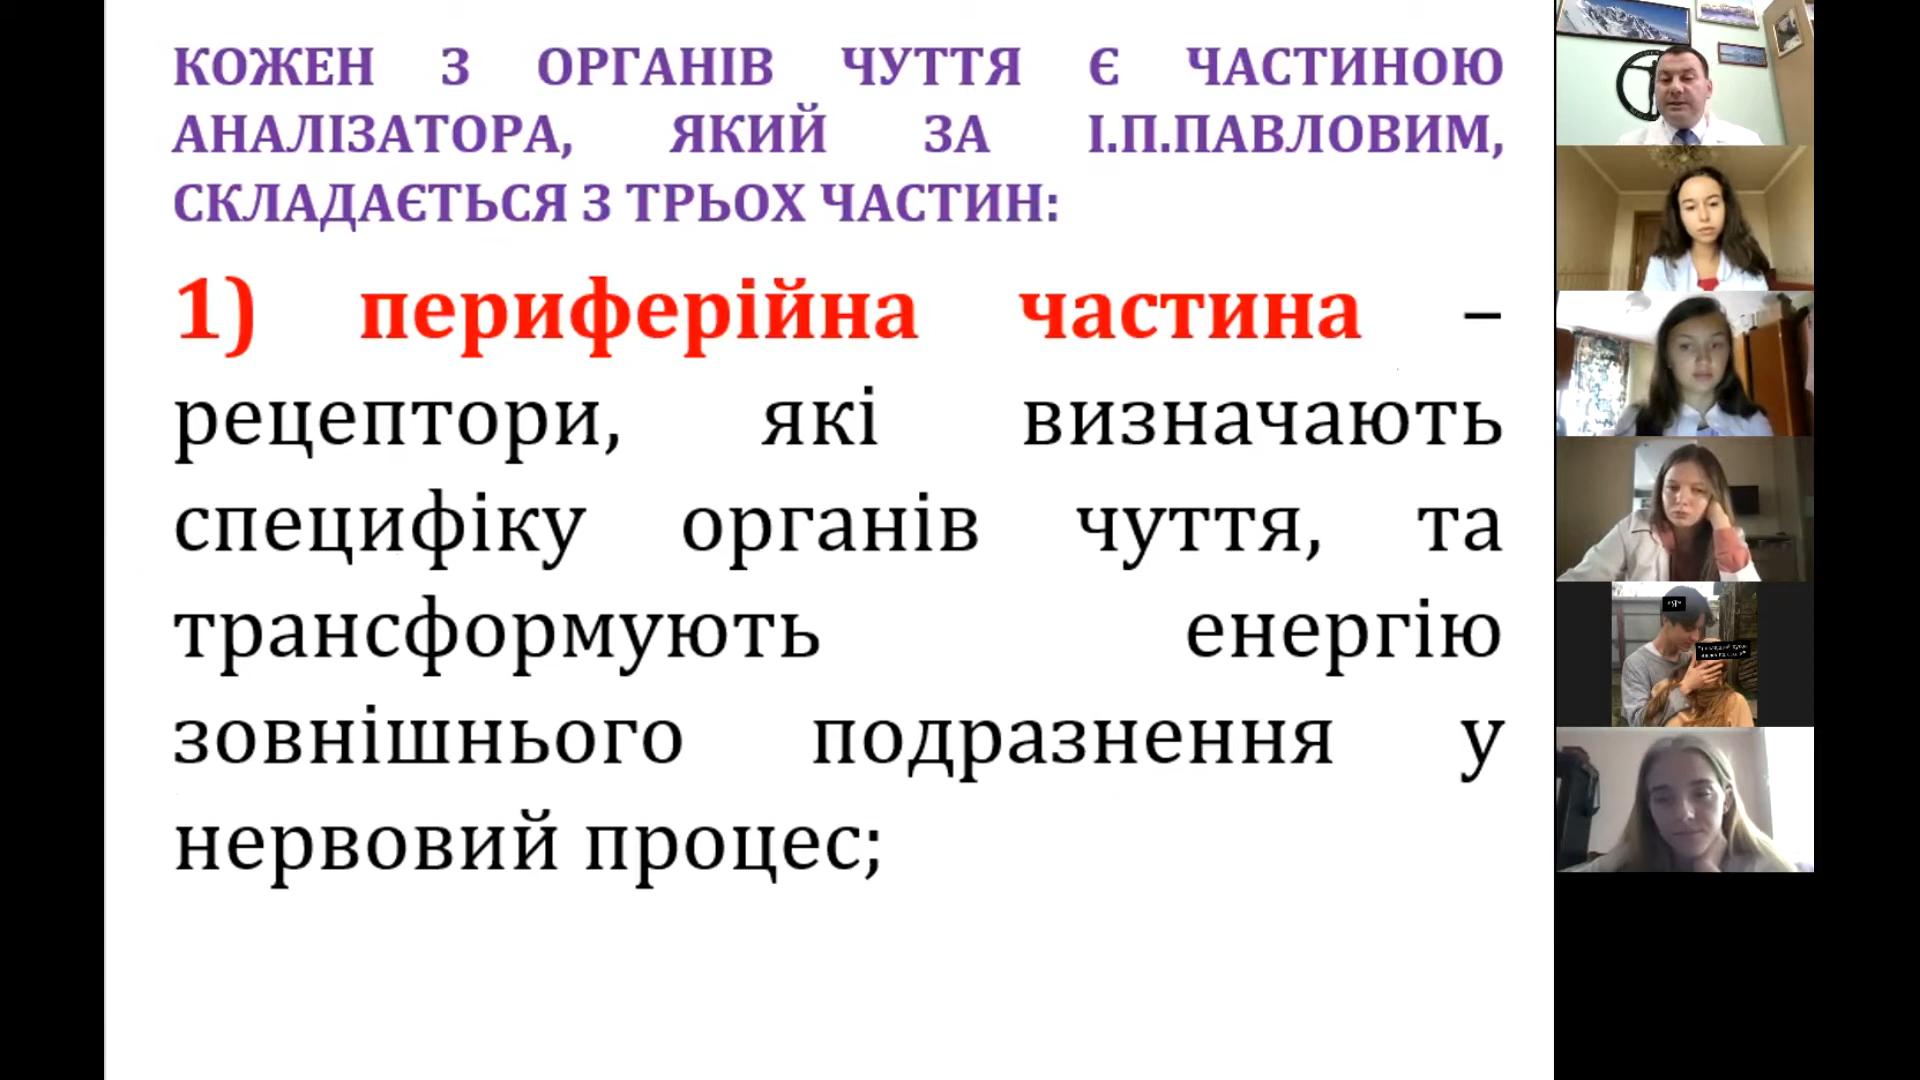 КОЖЕН З ОРГАНІВ ЧУТТЯ Є ЧАСТИНОЮ
АНАЛІЗАТОРА, ЯКИЙ ЗА І.П.ПАВЛОВИМ,
СКЛАДАЄТЬСЯ З ТРЬОХ ЧАСТИН:
1) периферійна частина –
рецептори, які визначають
специфіку органів чуття, та
трансформують енергію
зовнішнього подразнення у
нервовий процес;